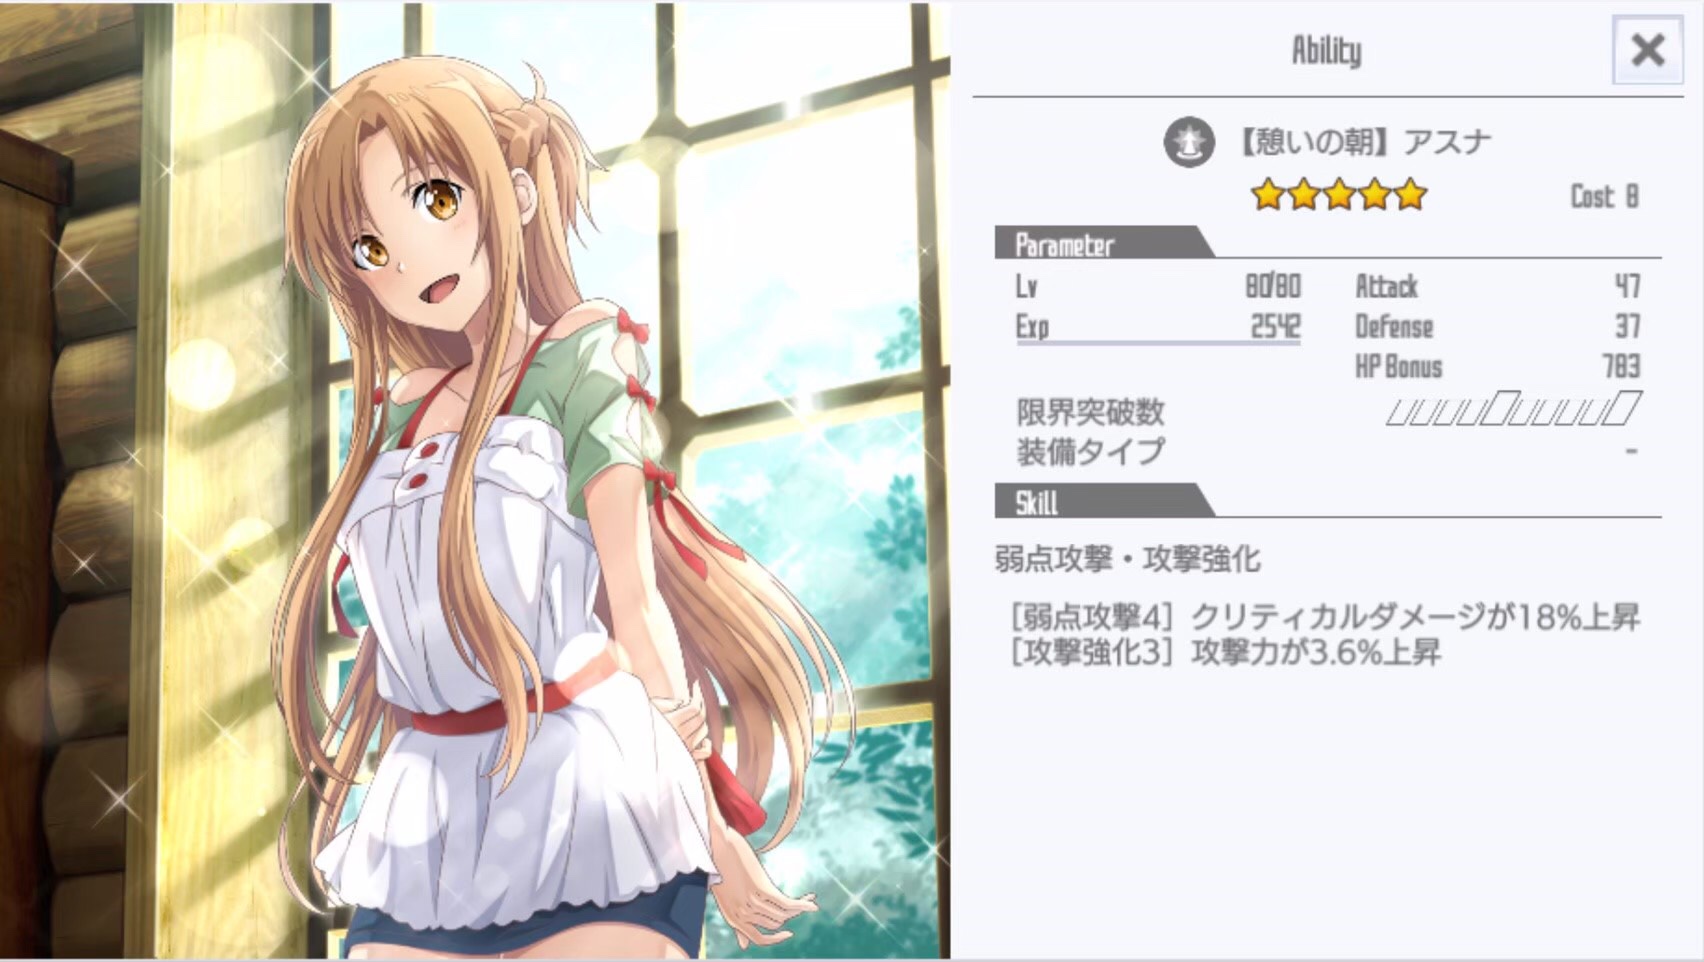 Ability
【憩いの朝】アスナ
Cost 8
Parameter
Lv 80/80 Attack 47
Exp 2542 Defense 37
HP Bonus 783
限界突破数
装備タイプ -
Skill
弱点攻撃・攻撃強化
[弱点攻撃4] クリティカルダメージが18%上昇
[攻撃強化3] 攻撃力が3.6%上昇